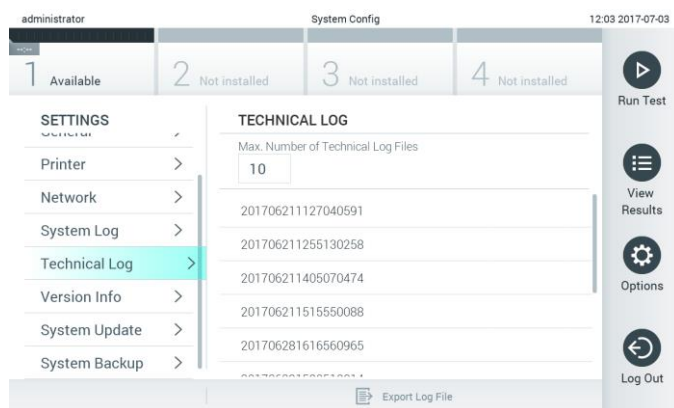 administrator
System Config
12:03 2017-07-03
1 Available
2 Not installed
3 Not installed
4 Not installed
Run Test
View
Results
Options
Log Out
SETTINGS
General
Printer
Network
System Log
Technical Log
Version Info
System Update
System Backup
TECHNICAL LOG
Max. Number of Technical Log Files
10
201706211127040591
201706211255130258
201706211405070474
201706211515550088
201706281616560965
Export Log File